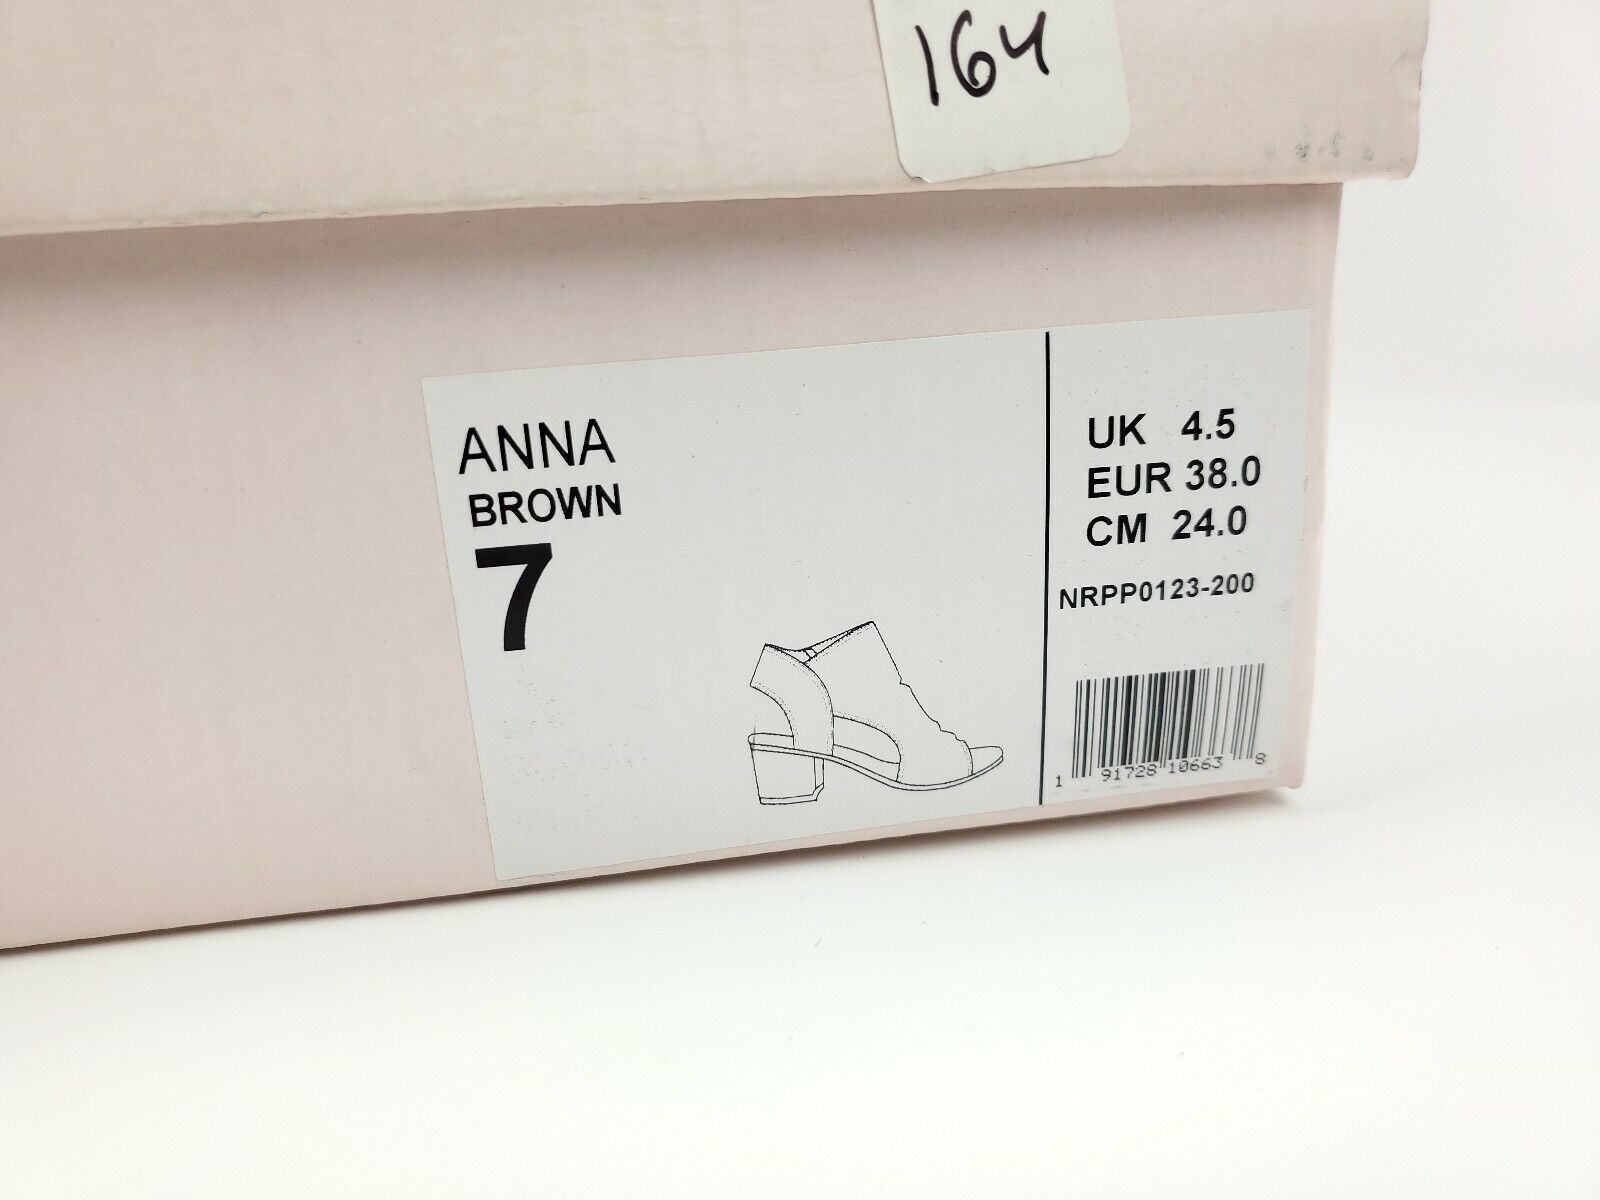 164
ANNA
BROWN
7
UK 4.5
EUR 38.0
CM 24.0
NRPP0123-200
1 91728 10663 8